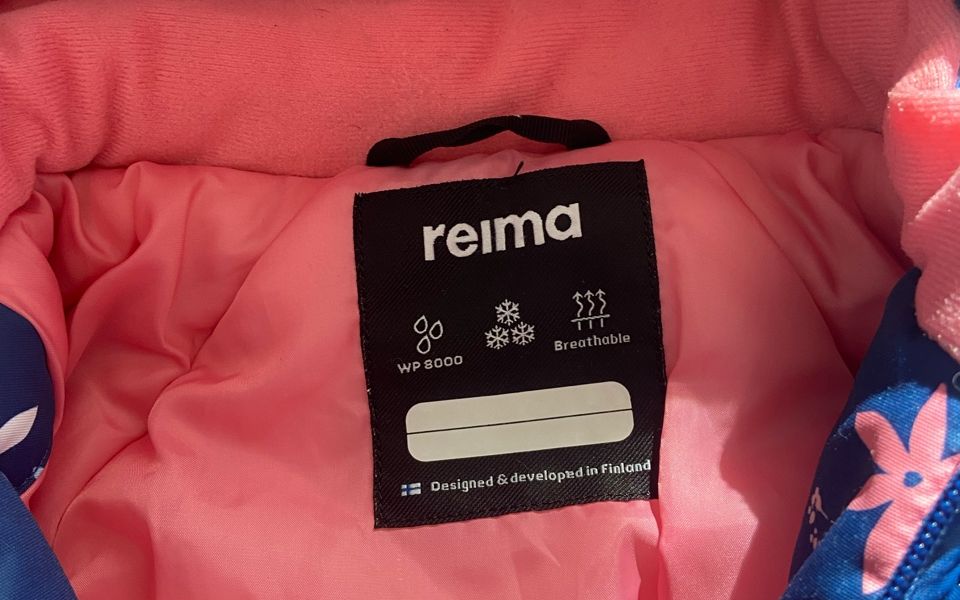 reima
WP 8000
Breathable
Designed & developed in Finland